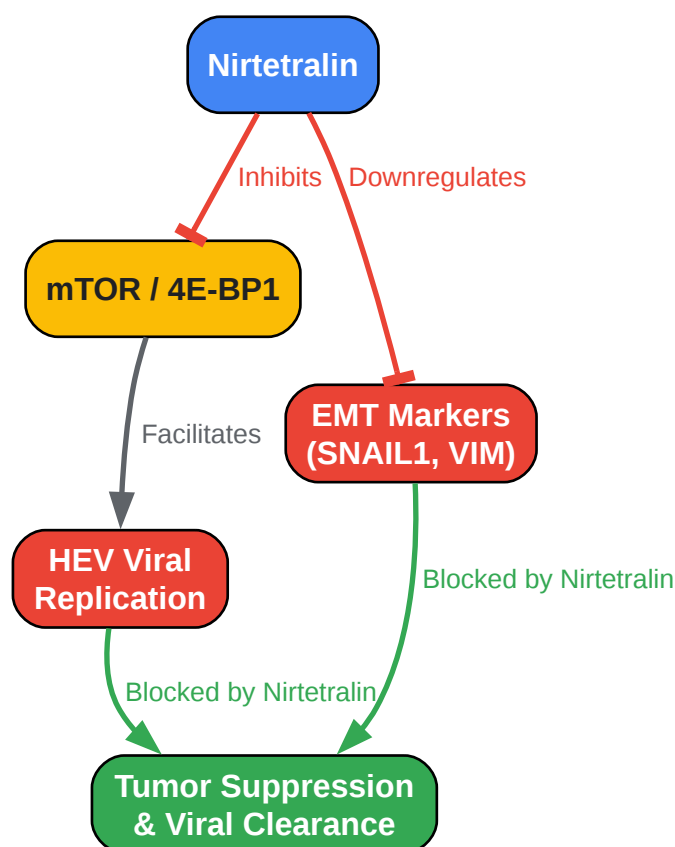 Nirtetralin
Inhibits
Downregulates
mTOR / 4E-BP1
EMT Markers
(SNAIL1, VIM)
Facilitates
HEV Viral
Replication
Blocked by Nirtetralin
Blocked by Nirtetralin
Tumor Suppression
& Viral Clearance